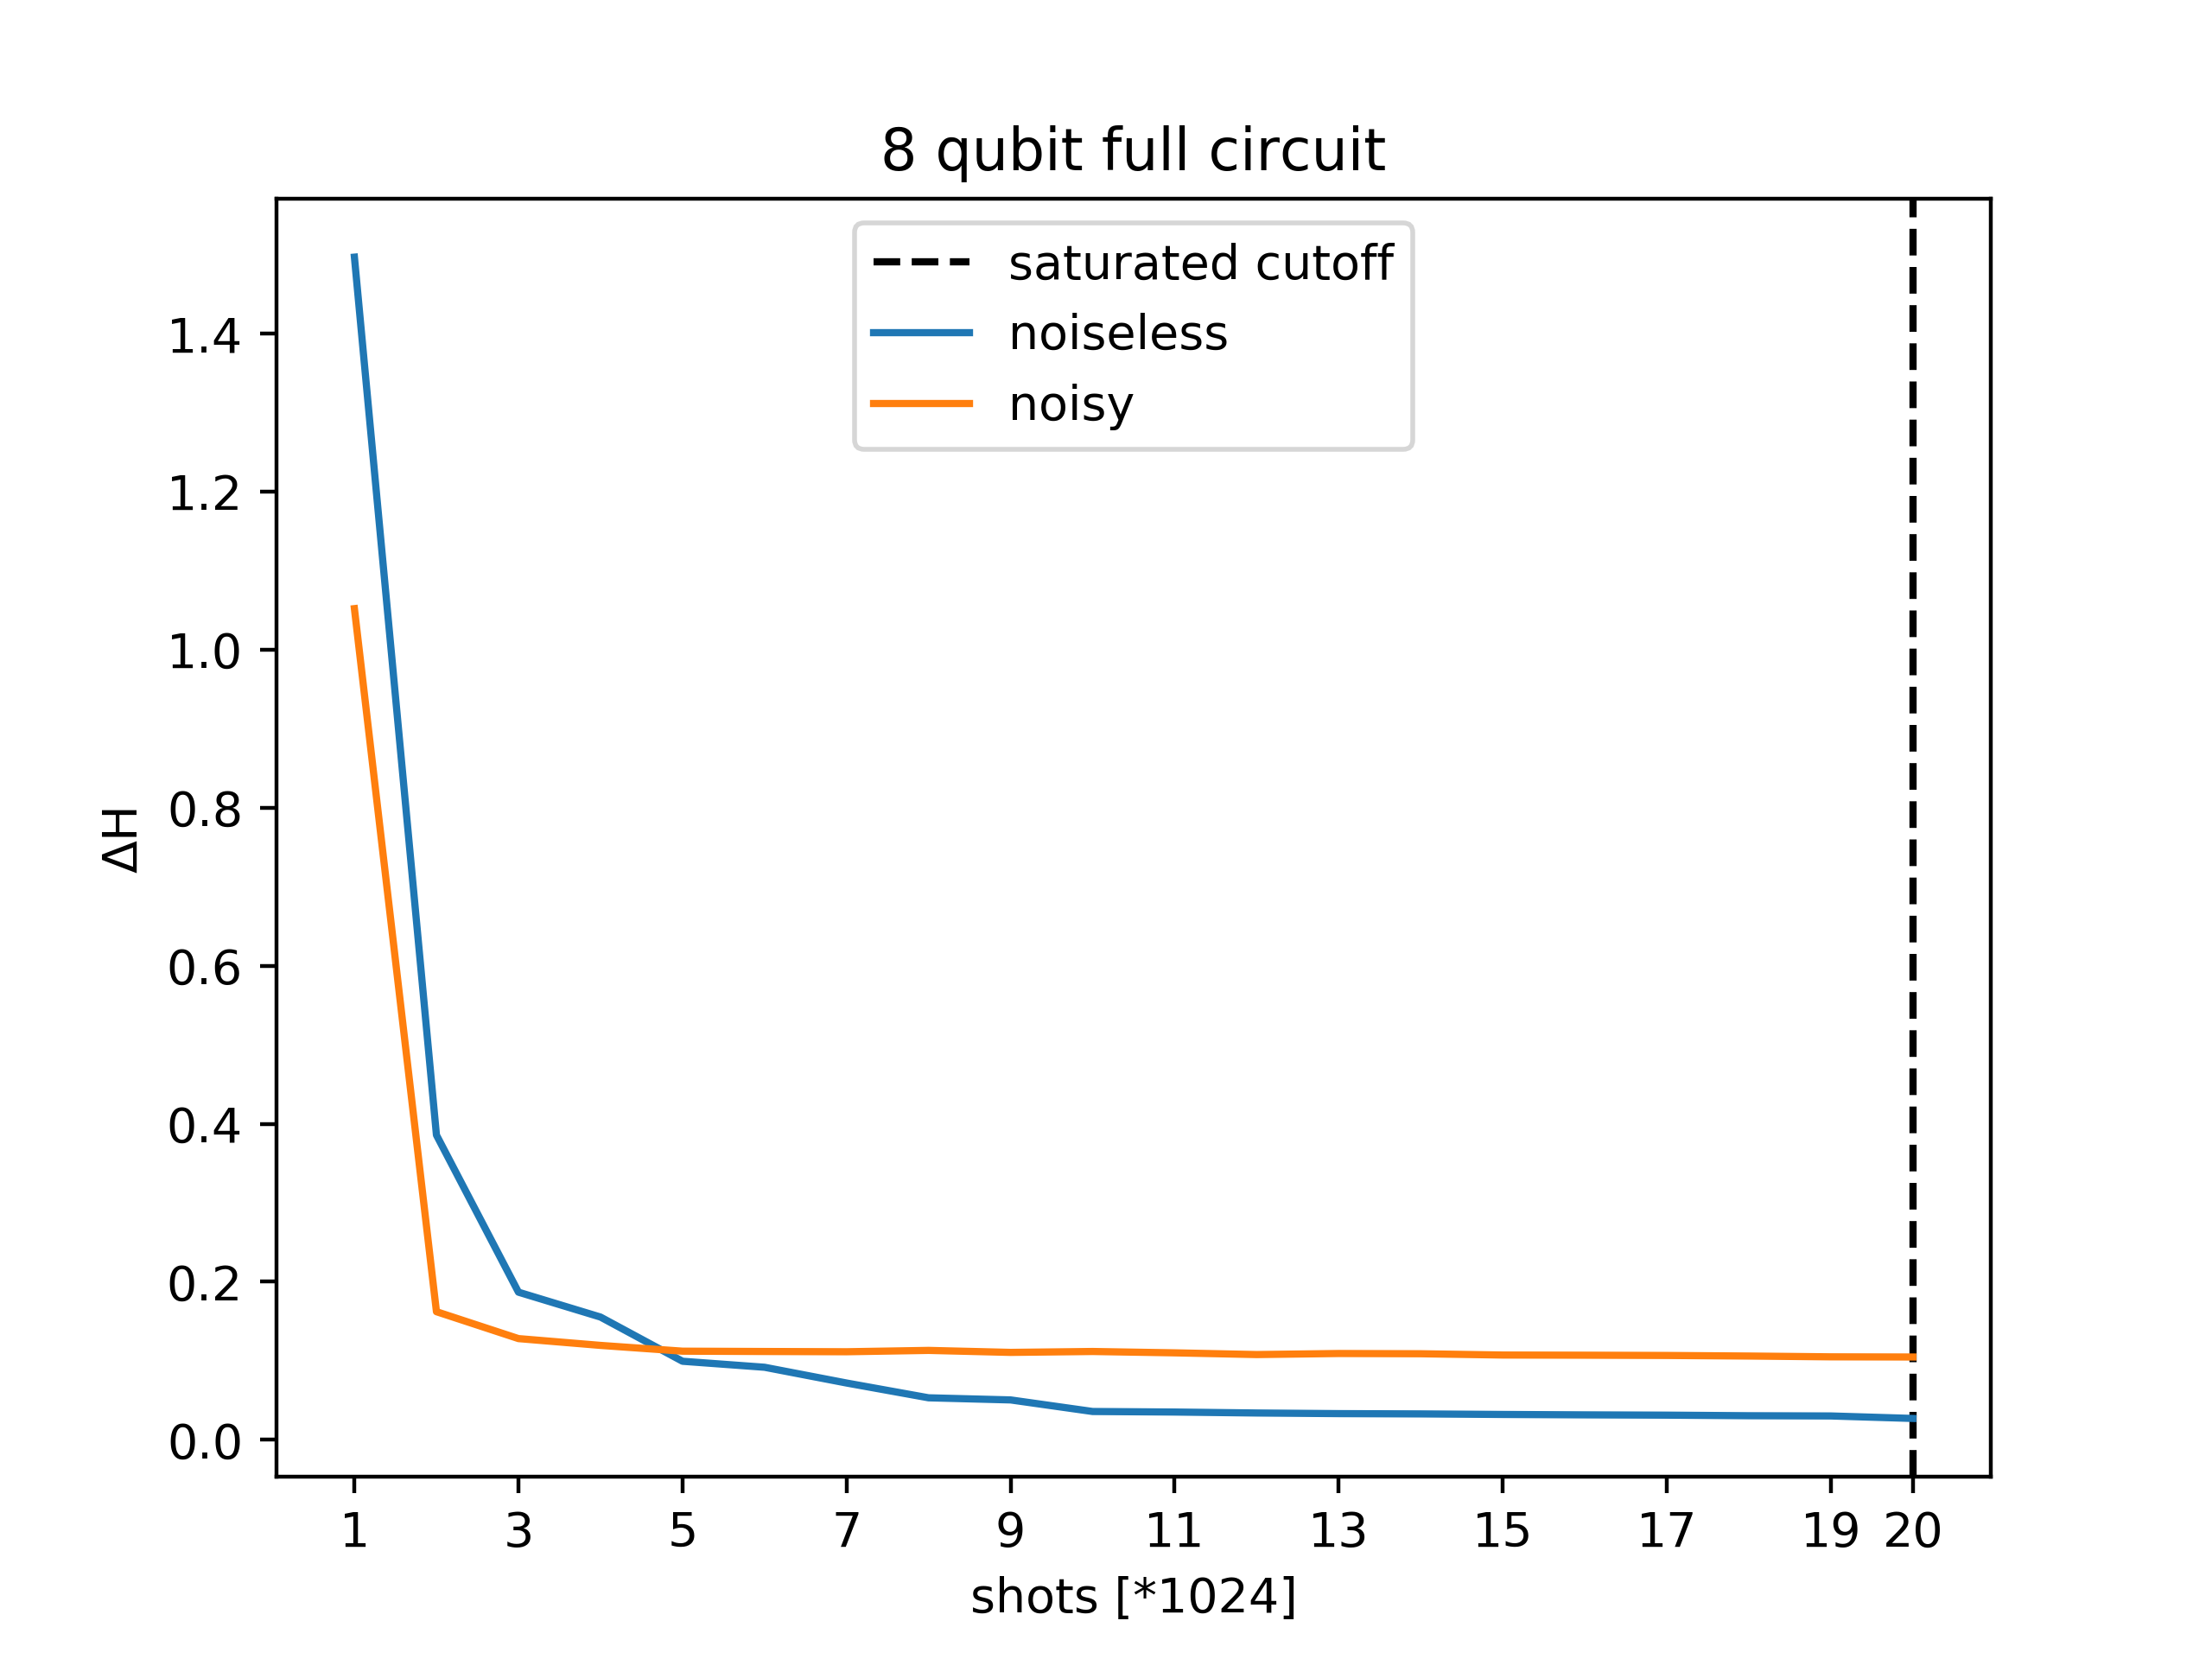 8 qubit full circuit
saturated cutoff
noiseless
noisy
1.4
1.2
1.0
0.8
0.6
0.4
0.2
0.0
ΔH
1 3 5 7 9 11 13 15 17 19 20
shots [*1024]